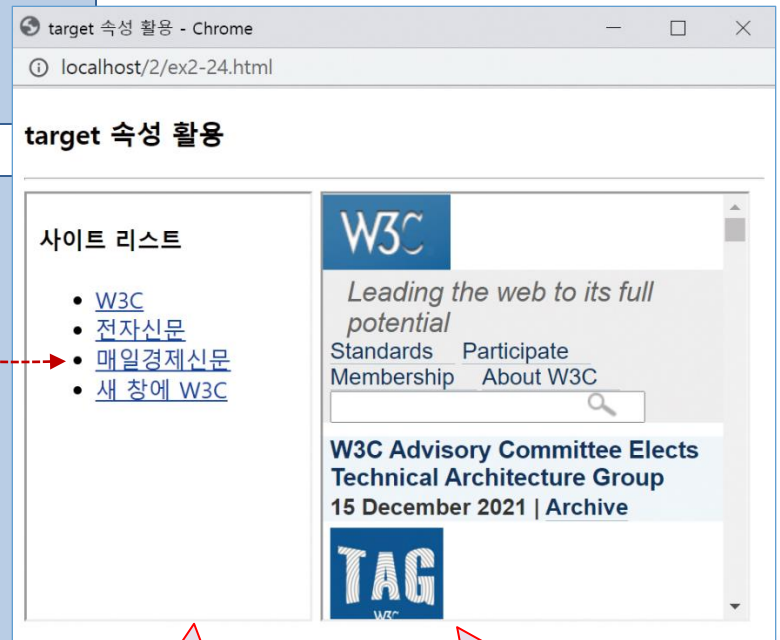 target 속성 활용 - Chrome
localhost/2/ex2-24.html
target 속성 활용
사이트 리스트
W3C
전자신문
매일경제신문
새 창에 W3C
W3C
Leading the web to its full
potential
Standards Participate
Membership About W3C
W3C Advisory Committee Elects
Technical Architecture Group
15 December 2021 | Archive
TAG
W3C